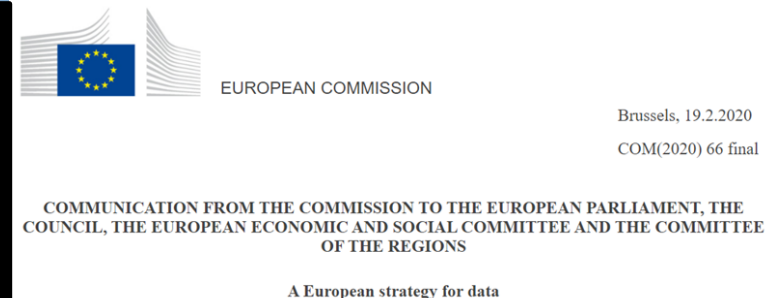 EUROPEAN COMMISSION
Brussels, 19.2.2020
COM(2020) 66 final
COMMUNICATION FROM THE COMMISSION TO THE EUROPEAN PARLIAMENT, THE
COUNCIL, THE EUROPEAN ECONOMIC AND SOCIAL COMMITTEE AND THE COMMITTEE
OF THE REGIONS
A European strategy for data